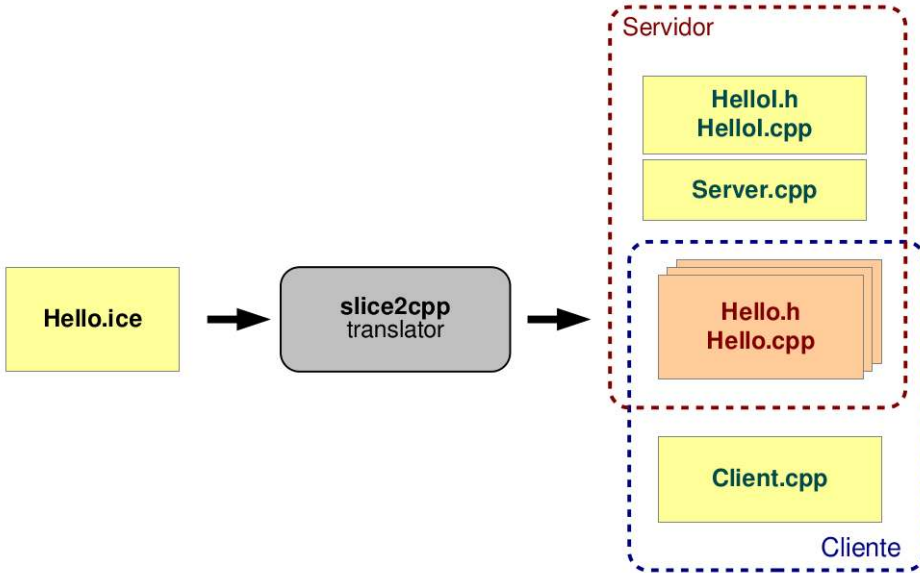 Servidor
HelloI.h
HelloI.cpp
Server.cpp
Hello.ice
slice2cpp
translator
Hello.h
Hello.cpp
Client.cpp
Cliente